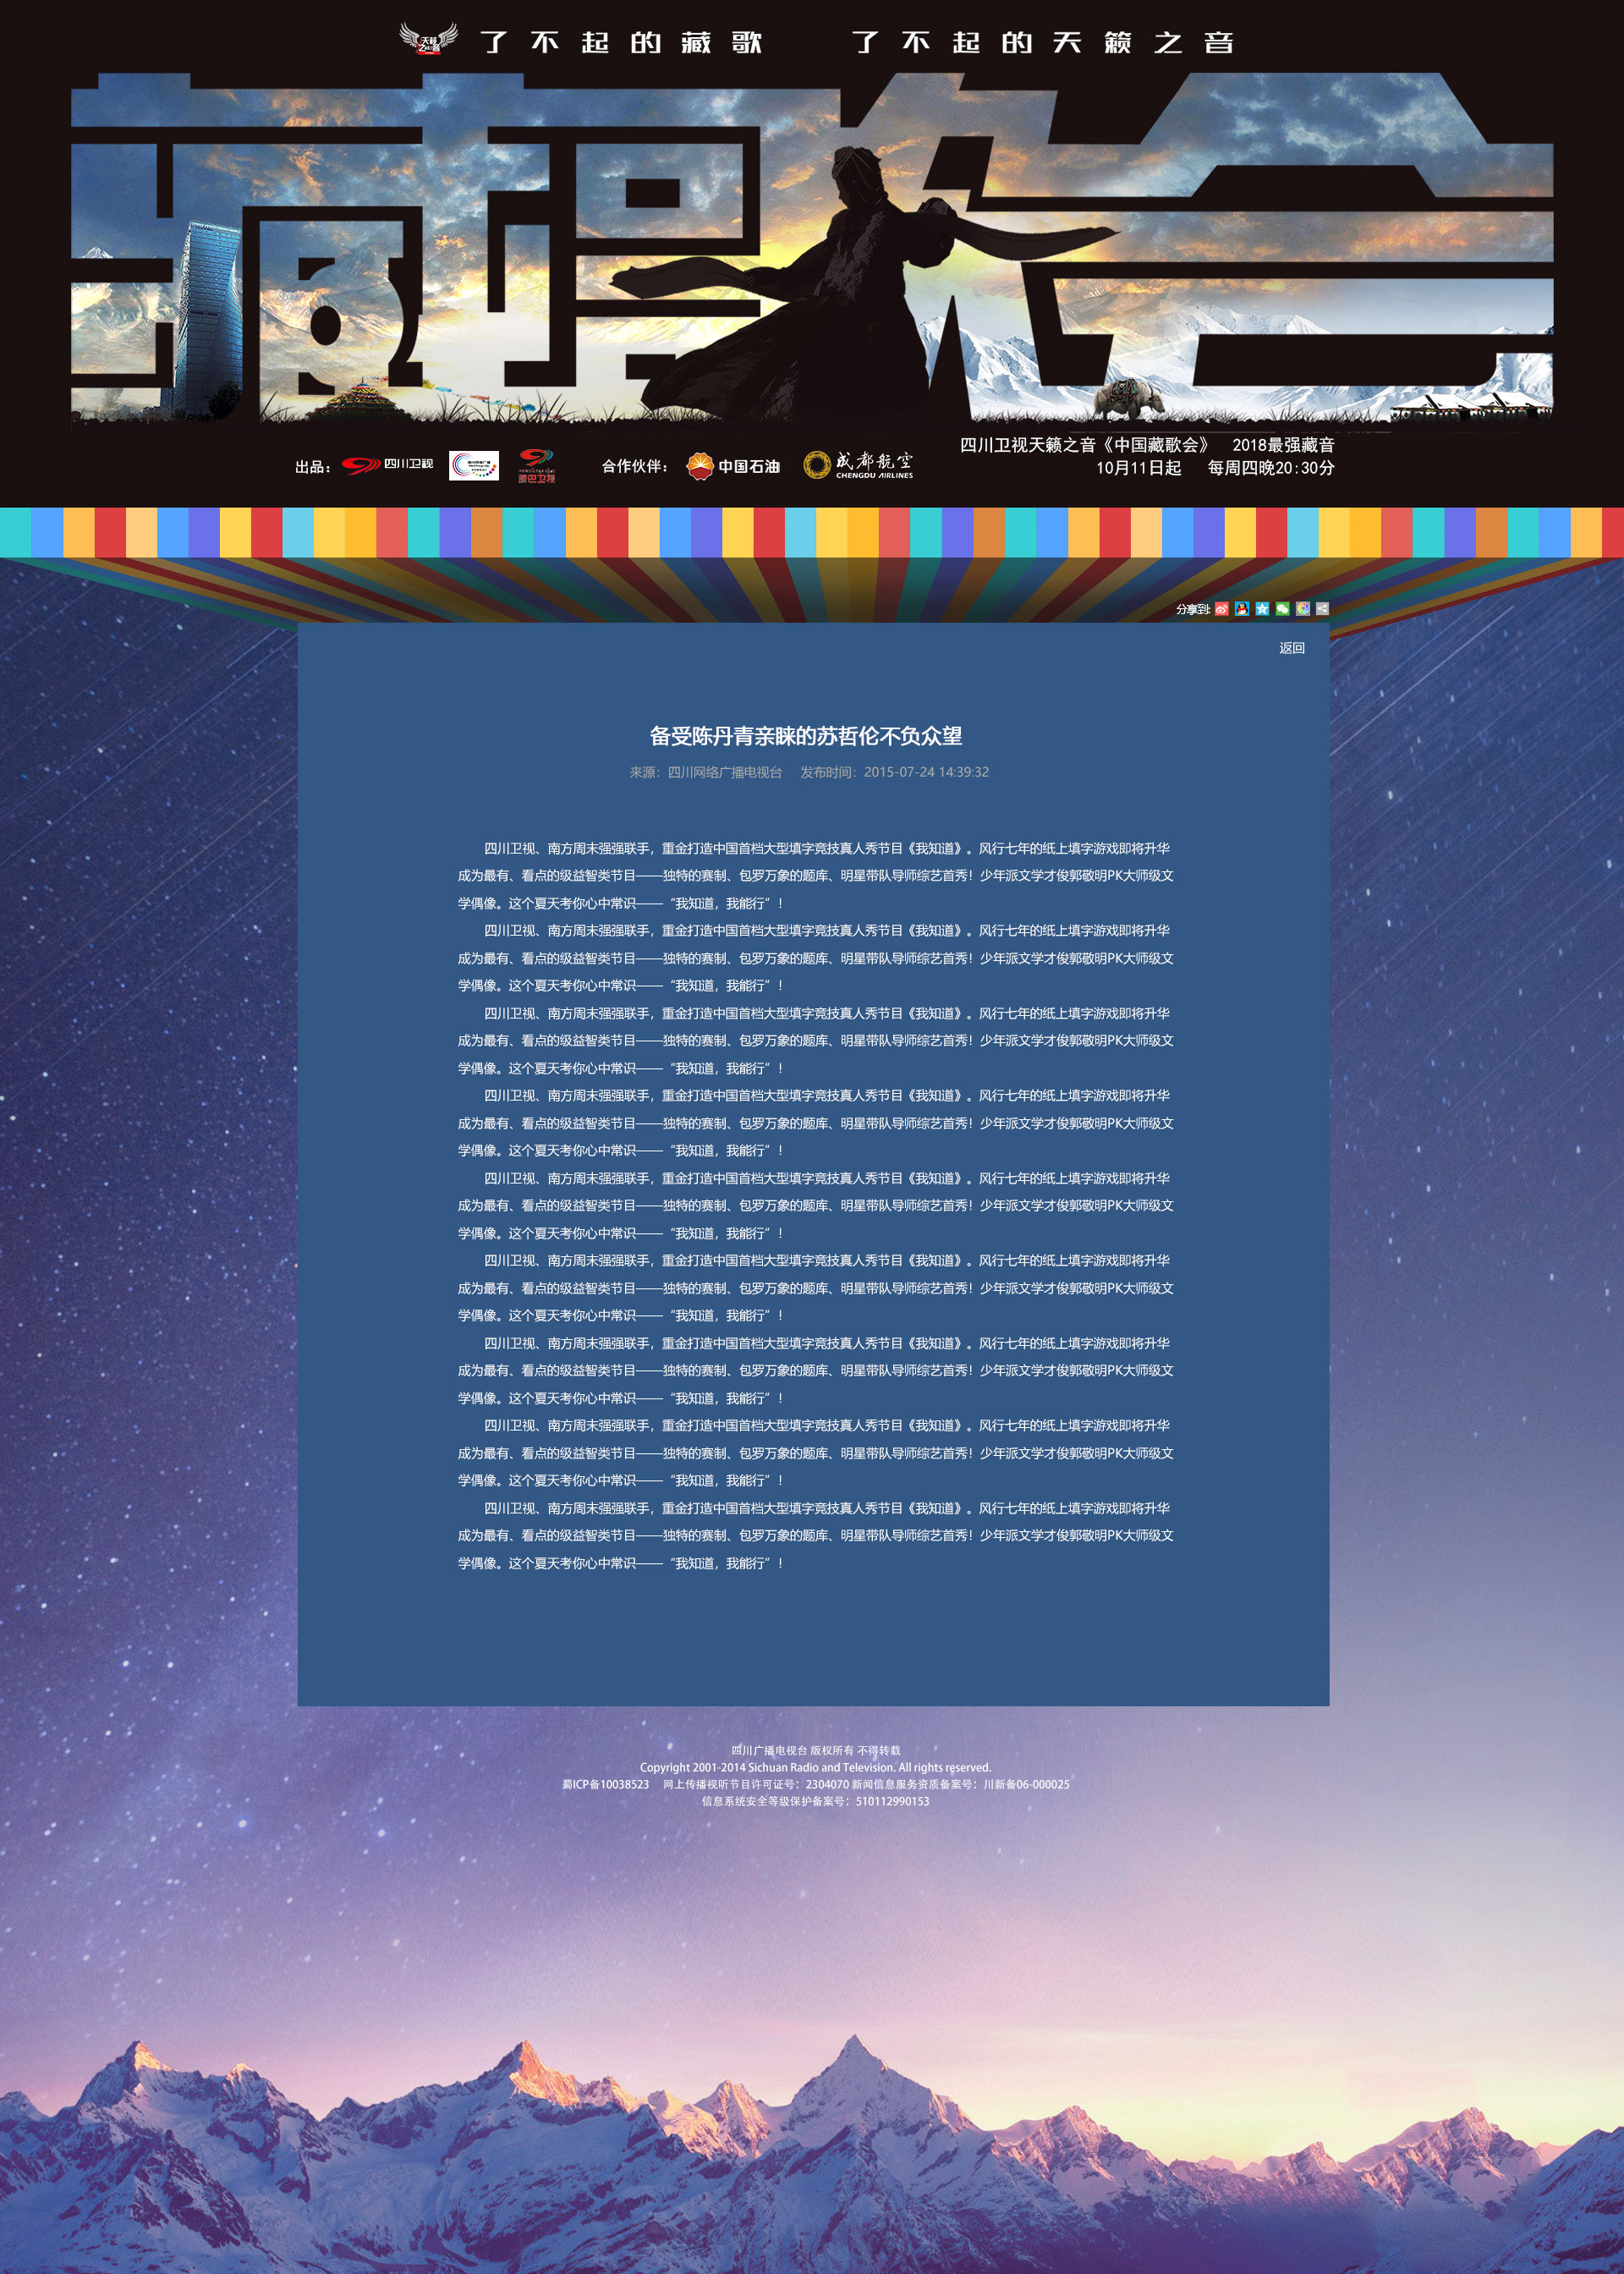 了不起的藏歌 了不起的天籁之音
藏歌会
四川卫视天籁之音《中国藏歌会》 2018最强藏音
10月11日起 每周四晚20:30分
出品： 四川卫视 康巴卫视 合作伙伴： 中国石油 成都航空
CHENGDU AIRLINES
分享到:
返回
备受陈丹青亲睐的苏哲伦不负众望
来源：四川网络广播电视台 发布时间：2015-07-24 14:39:32
四川卫视、南方周末强强联手，重金打造中国首档大型填字竞技真人秀节目《我知道》。风行七年的纸上填字游戏即将升华
成为最有、看点的级益智类节目——独特的赛制、包罗万象的题库、明星带队导师综艺首秀！少年派文学才俊郭敬明PK大师级文
学偶像。这个夏天考你心中常识——“我知道，我能行”！
四川卫视、南方周末强强联手，重金打造中国首档大型填字竞技真人秀节目《我知道》。风行七年的纸上填字游戏即将升华
成为最有、看点的级益智类节目——独特的赛制、包罗万象的题库、明星带队导师综艺首秀！少年派文学才俊郭敬明PK大师级文
学偶像。这个夏天考你心中常识——“我知道，我能行”！
四川卫视、南方周末强强联手，重金打造中国首档大型填字竞技真人秀节目《我知道》。风行七年的纸上填字游戏即将升华
成为最有、看点的级益智类节目——独特的赛制、包罗万象的题库、明星带队导师综艺首秀！少年派文学才俊郭敬明PK大师级文
学偶像。这个夏天考你心中常识——“我知道，我能行”！
四川卫视、南方周末强强联手，重金打造中国首档大型填字竞技真人秀节目《我知道》。风行七年的纸上填字游戏即将升华
成为最有、看点的级益智类节目——独特的赛制、包罗万象的题库、明星带队导师综艺首秀！少年派文学才俊郭敬明PK大师级文
学偶像。这个夏天考你心中常识——“我知道，我能行”！
四川卫视、南方周末强强联手，重金打造中国首档大型填字竞技真人秀节目《我知道》。风行七年的纸上填字游戏即将升华
成为最有、看点的级益智类节目——独特的赛制、包罗万象的题库、明星带队导师综艺首秀！少年派文学才俊郭敬明PK大师级文
学偶像。这个夏天考你心中常识——“我知道，我能行”！
四川卫视、南方周末强强联手，重金打造中国首档大型填字竞技真人秀节目《我知道》。风行七年的纸上填字游戏即将升华
成为最有、看点的级益智类节目——独特的赛制、包罗万象的题库、明星带队导师综艺首秀！少年派文学才俊郭敬明PK大师级文
学偶像。这个夏天考你心中常识——“我知道，我能行”！
四川卫视、南方周末强强联手，重金打造中国首档大型填字竞技真人秀节目《我知道》。风行七年的纸上填字游戏即将升华
成为最有、看点的级益智类节目——独特的赛制、包罗万象的题库、明星带队导师综艺首秀！少年派文学才俊郭敬明PK大师级文
学偶像。这个夏天考你心中常识——“我知道，我能行”！
四川卫视、南方周末强强联手，重金打造中国首档大型填字竞技真人秀节目《我知道》。风行七年的纸上填字游戏即将升华
成为最有、看点的级益智类节目——独特的赛制、包罗万象的题库、明星带队导师综艺首秀！少年派文学才俊郭敬明PK大师级文
学偶像。这个夏天考你心中常识——“我知道，我能行”！
四川卫视、南方周末强强联手，重金打造中国首档大型填字竞技真人秀节目《我知道》。风行七年的纸上填字游戏即将升华
成为最有、看点的级益智类节目——独特的赛制、包罗万象的题库、明星带队导师综艺首秀！少年派文学才俊郭敬明PK大师级文
学偶像。这个夏天考你心中常识——“我知道，我能行”！
四川广播电视台 版权所有 不得转载
Copyright 2001-2014 Sichuan Radio and Television. All rights reserved.
蜀ICP备10038523 网上传播视听节目许可证号：2304070 新闻信息服务资质备案号：川新备06-000025
信息系统安全等级保护备案号：510112990153